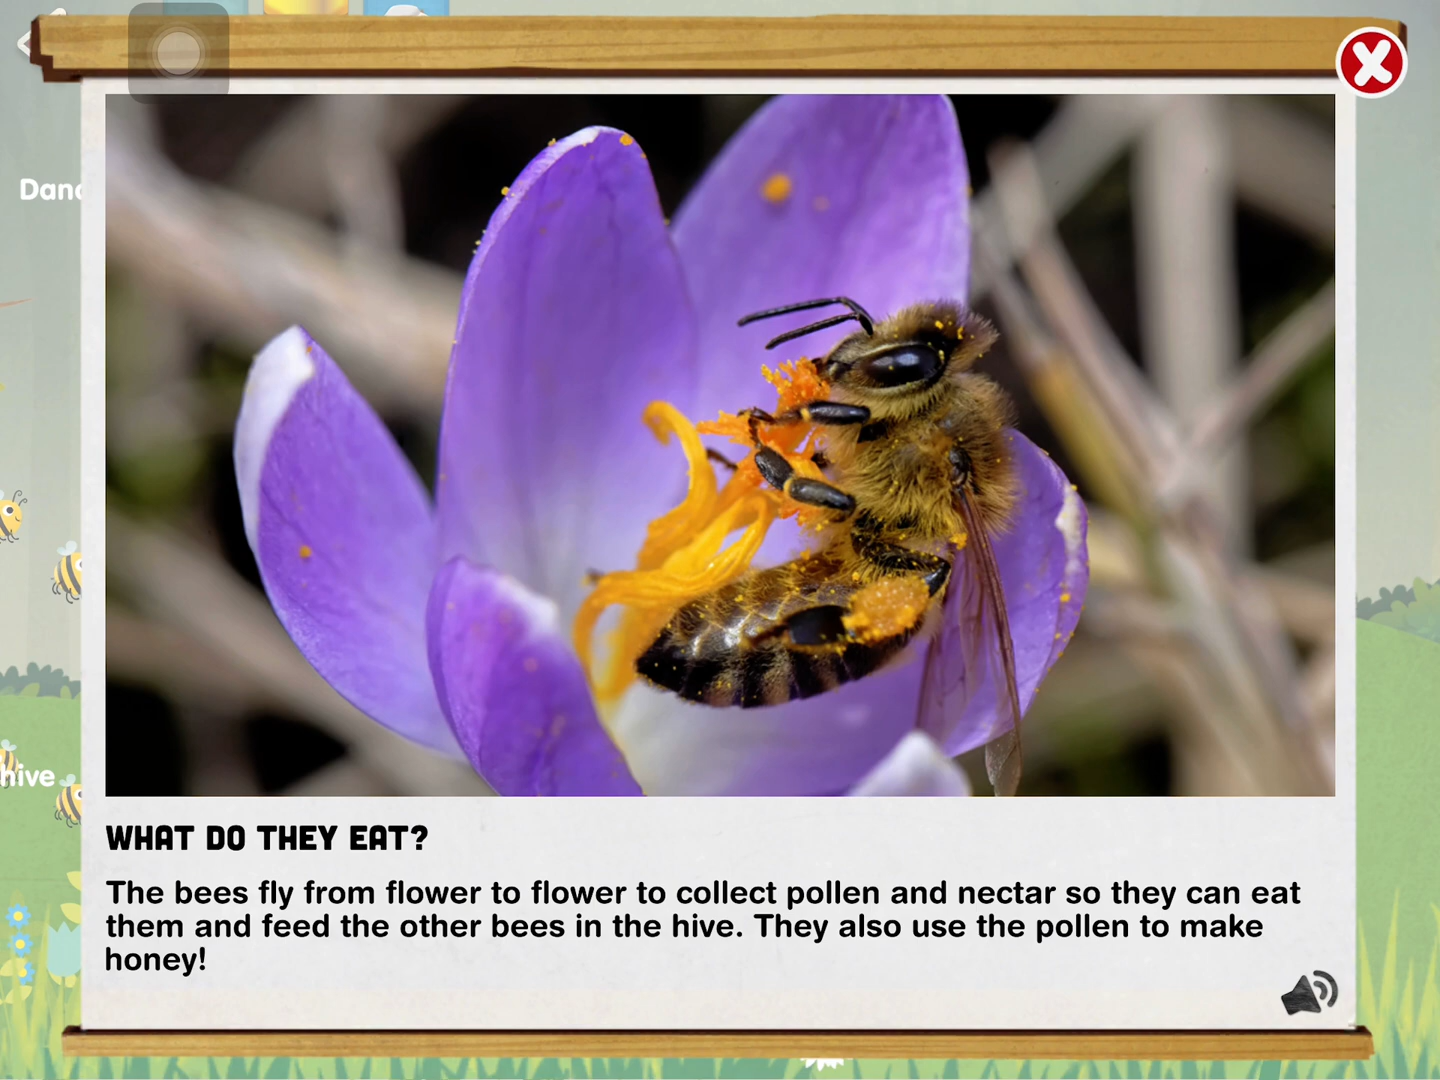 Dand
WHAT DO THEY EAT?
The bees fly from flower to flower to collect pollen and nectar so they can eat
them and feed the other bees in the hive. They also use the pollen to make
honey!
hive